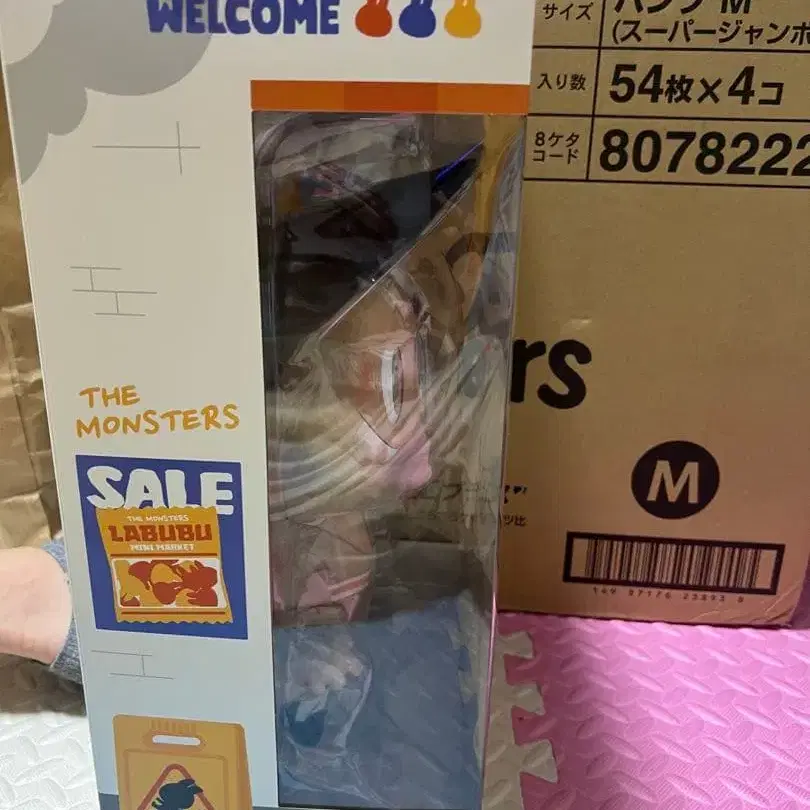 WELCOME
THE
MONSTERS
SALE
THE MONSTERS
LABUBU
MINI MARKET
サイズ
パンツ M
(スーパージャンボ
入り数
54枚×4コ
8ケタ
コード
8078222
rs
M